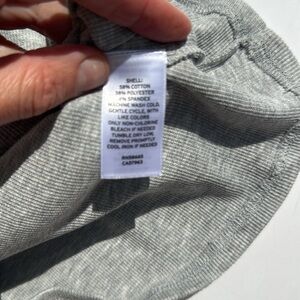 SHELL:
58% COTTON
38% POLYESTER
4% SPANDEX
MACHINE WASH COLD,
GENTLE CYCLE, WITH
LIKE COLORS
ONLY NON-CHLORINE
BLEACH IF NEEDED
TUMBLE DRY LOW,
REMOVE PROMPTLY
COOL IRON IF NEEDED